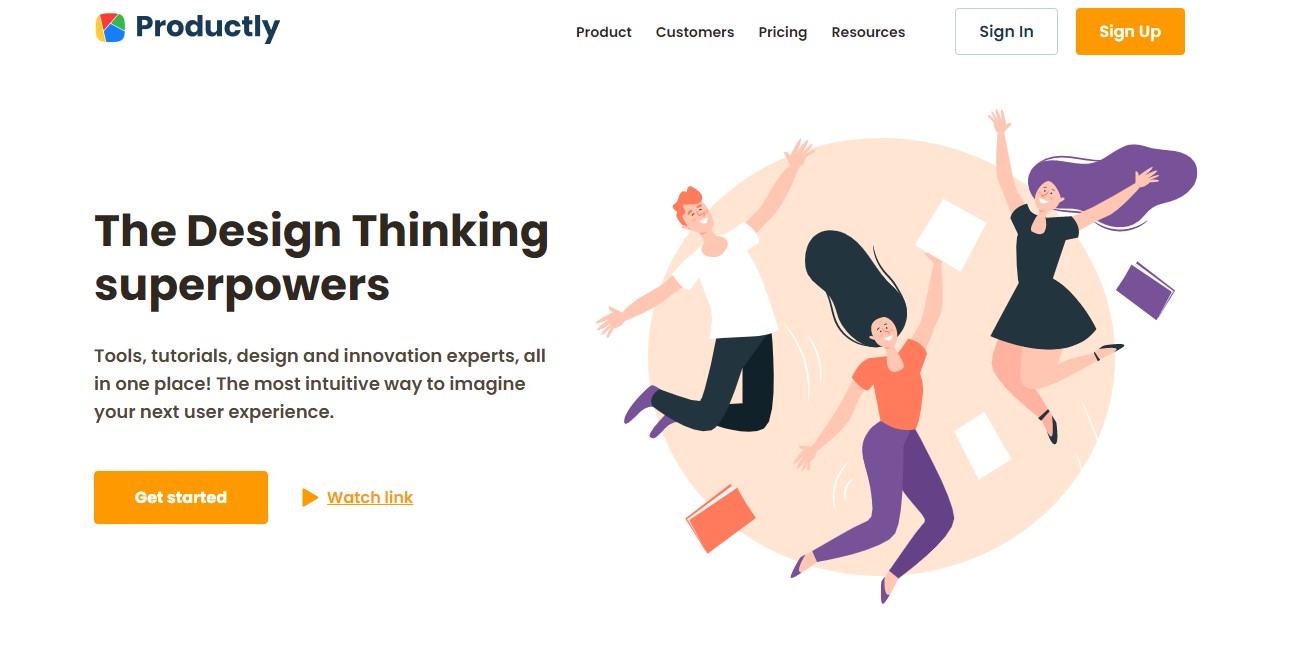 Productly
Product
Customers
Pricing
Resources
Sign In
Sign Up
The Design Thinking
superpowers
Tools, tutorials, design and innovation experts, all
in one place! The most intuitive way to imagine
your next user experience.
Get started
Watch link